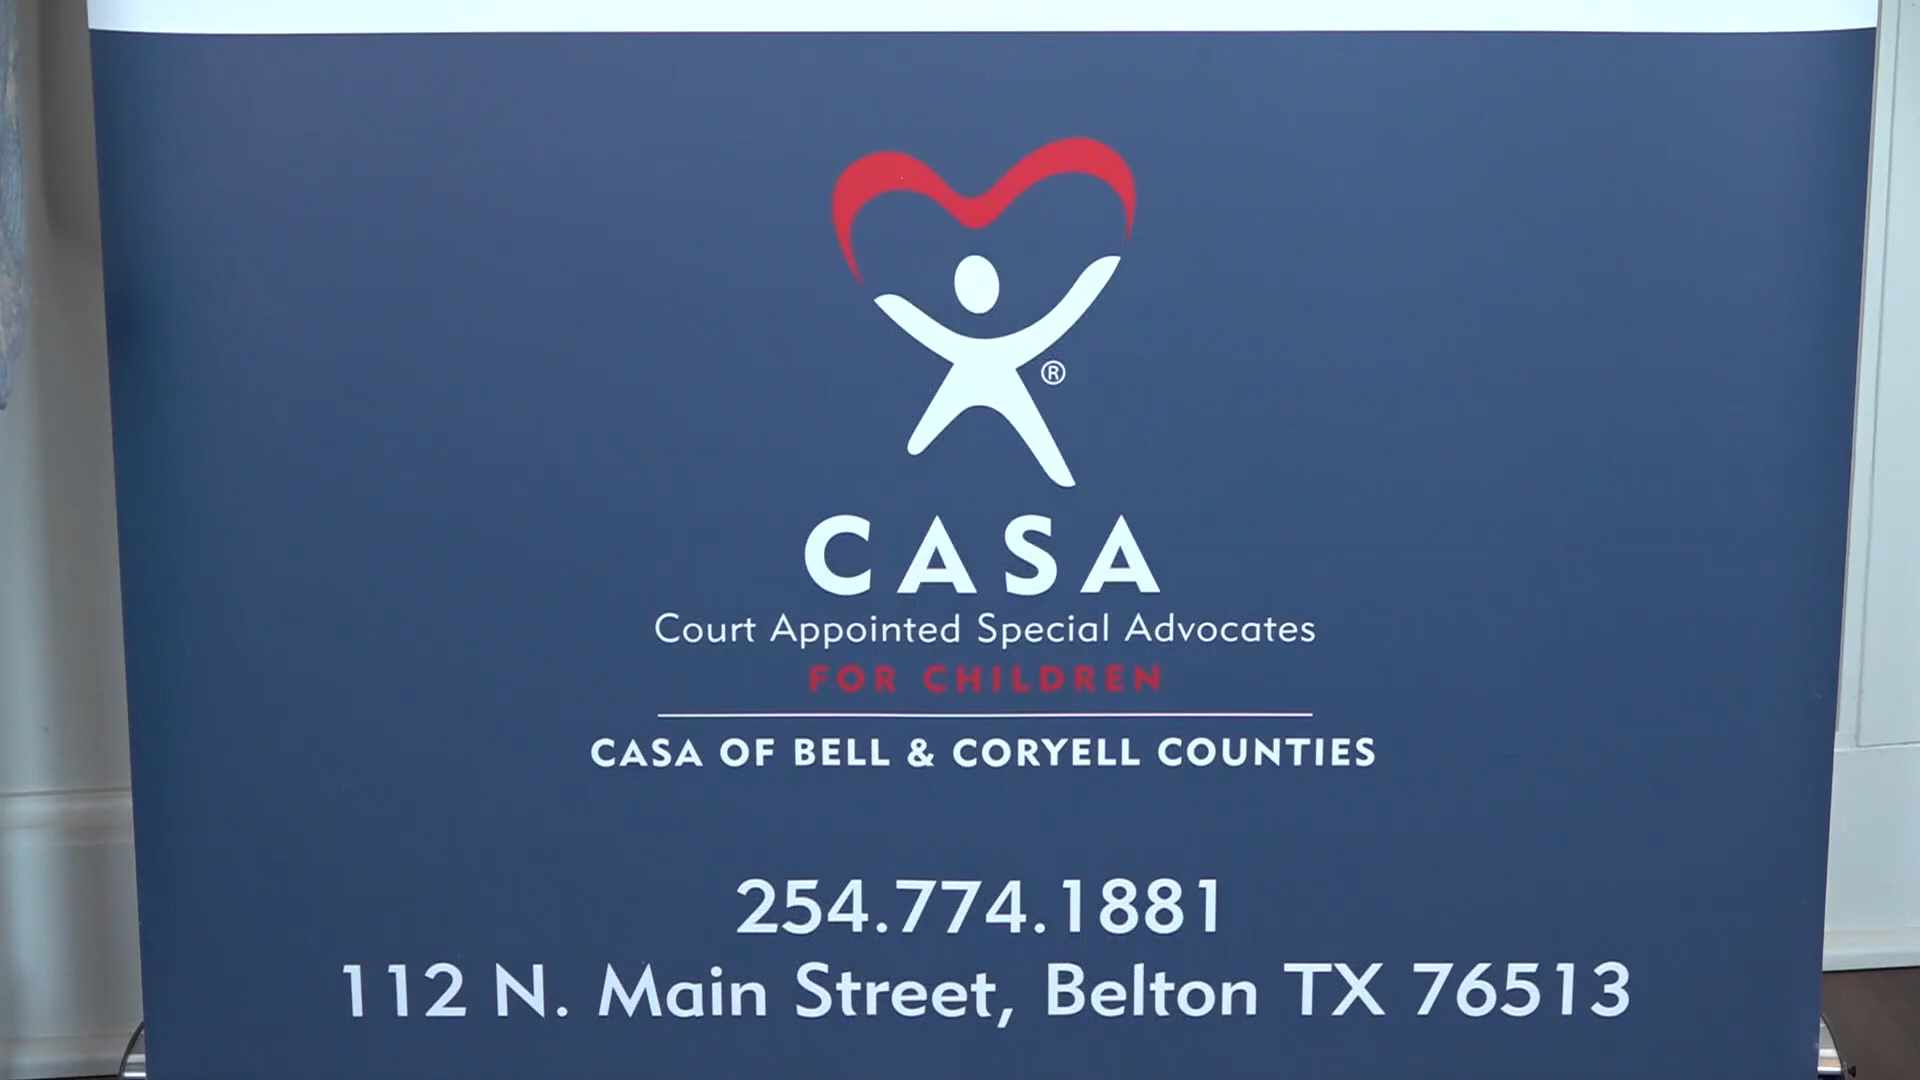 ®
CASA
Court Appointed Special Advocates
FOR CHILDREN
CASA OF BELL & CORYELL COUNTIES
254.774.1881
112 N. Main Street, Belton TX 76513